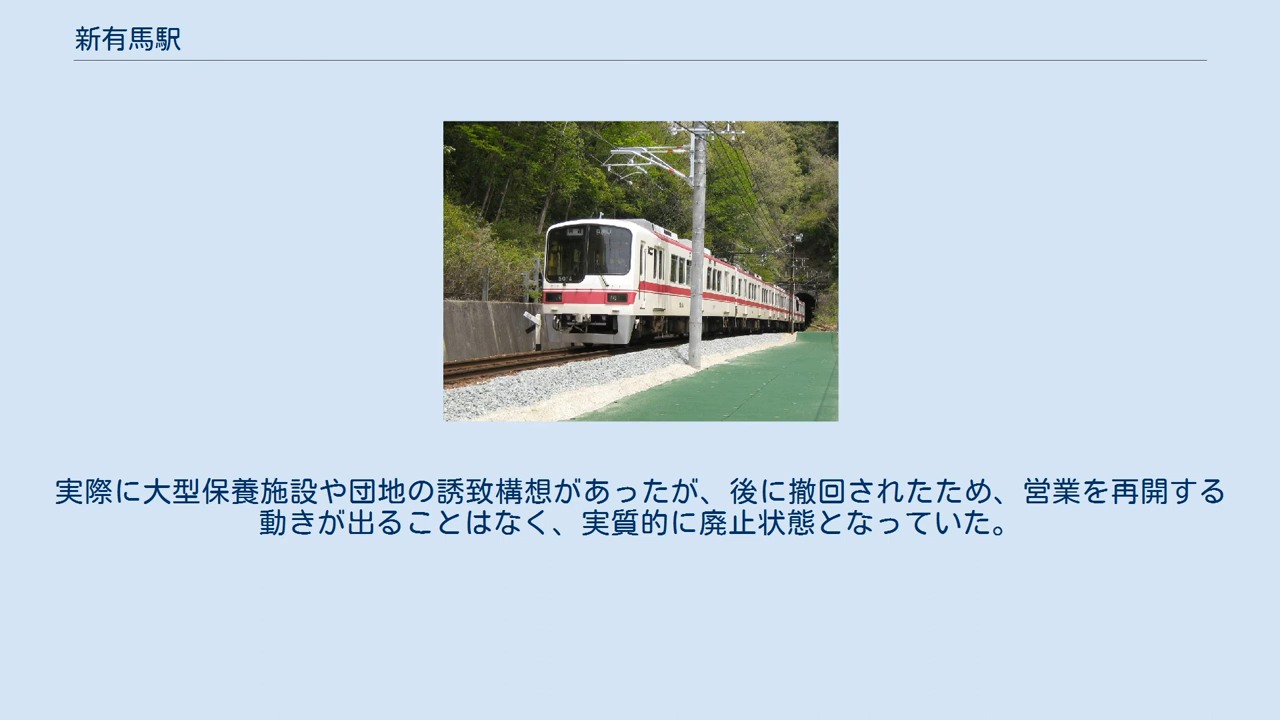 新有馬駅
実際に大型保養施設や団地の誘致構想があったが、後に撤回されたため、営業を再開する
動きが出ることはなく、実質的に廃止状態となっていた。